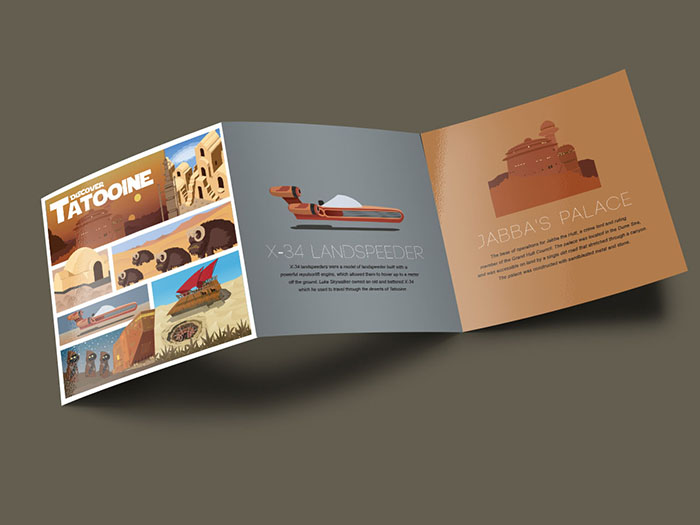 DISCOVER
TATOOINE
X-34 LANDSPEEDER
X-34 landspeeders were a model of landspeeder built with a
powerful repulsorlift engine, which allowed them to hover up to a meter
off the ground. Luke Skywalker owned an old and battered X-34
which he used to travel through the deserts of Tatooine.
JABBA'S PALACE
The base of operations for Jabba the Hutt, a crime lord and ruling
member of the Grand Hutt Council. The palace was located in the Dune Sea,
and was accessible on land by a single old road that stretched through a canyon.
The palace was constructed with sandblasted metal and stone.